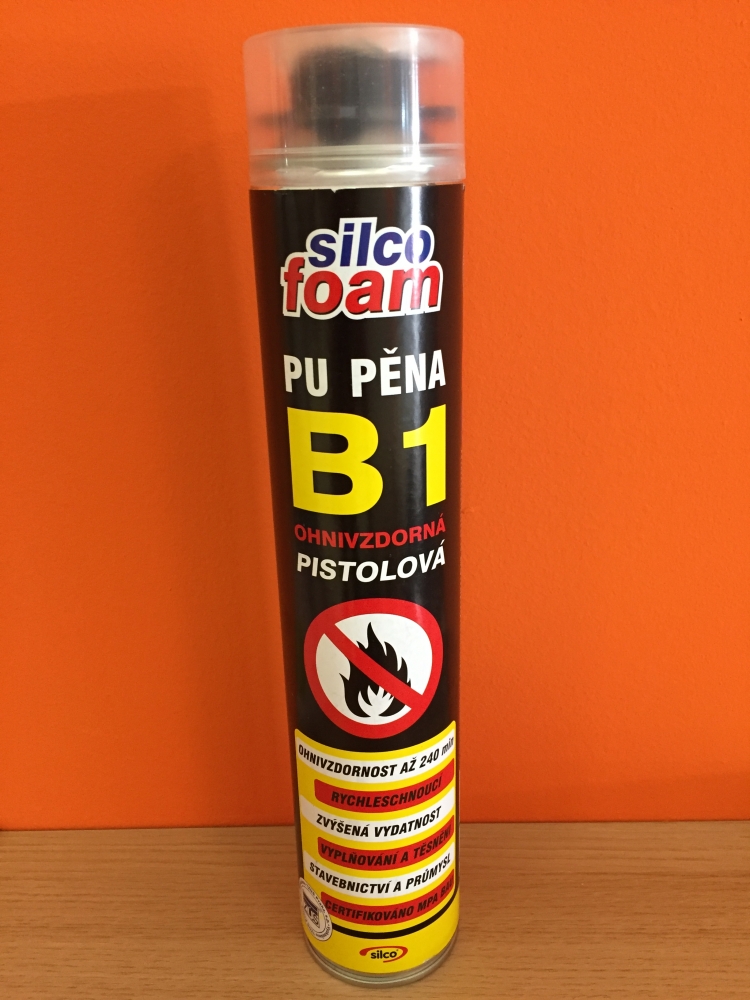 silco
foam
PU PĚNA
B1
OHNIVZDORNÁ
PISTOLOVÁ
OHNIVZDORNOST AŽ 240 min
RYCHLESCHNOUCÍ
ZVÝŠENÁ VYDATNOST
VYPLŇOVÁNÍ A TĚSNĚNÍ
STAVEBNICTVÍ A PRŮMYSL
CERTIFIKOVÁNO MPA
silco